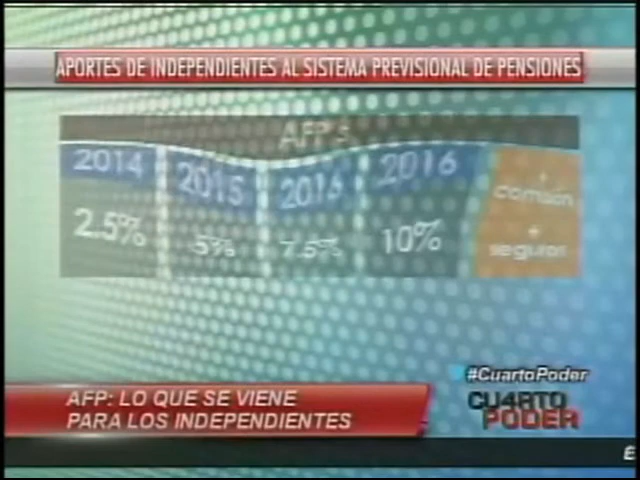 APORTES DE INDEPENDIENTES AL SISTEMA PREVISIONAL DE PENSIONES
AFP's
2014 2015 2016 2016
2.5% 5% 7.5% 10%
+
comisión
+
seguros
#CuartoPoder
CU4RTO
PODER
AFP: LO QUE SE VIENE
PARA LOS INDEPENDIENTES